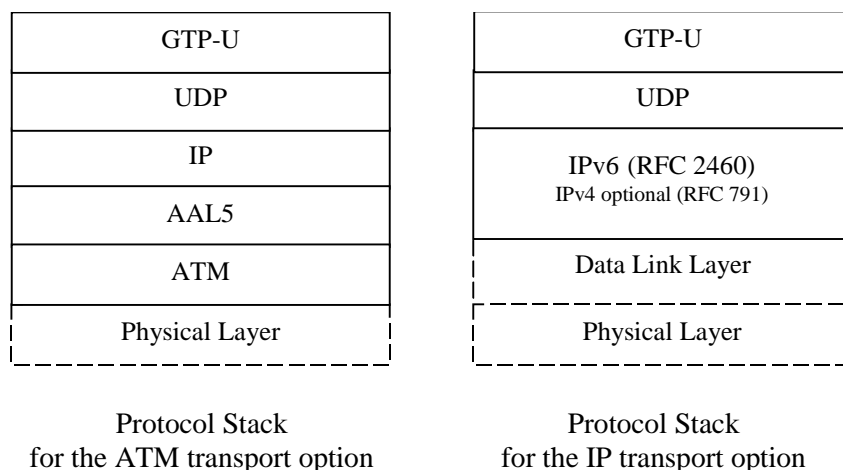 GTP-U
UDP
IP
AAL5
ATM
Physical Layer
Protocol Stack
for the ATM transport option
GTP-U
UDP
IPv6 (RFC 2460)
IPv4 optional (RFC 791)
Data Link Layer
Physical Layer
Protocol Stack
for the IP transport option